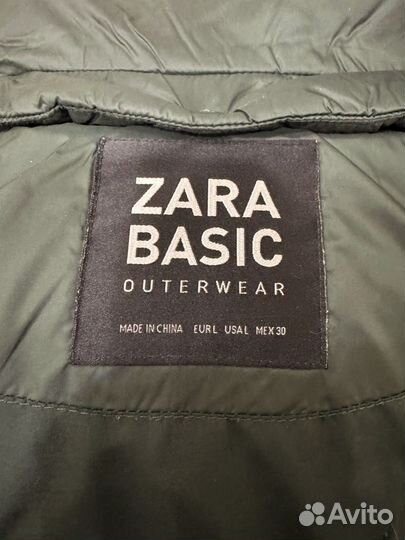 ZARA
BASIC
OUTERWEAR
MADE IN CHINA EUR L USA L MEX 30
Avito